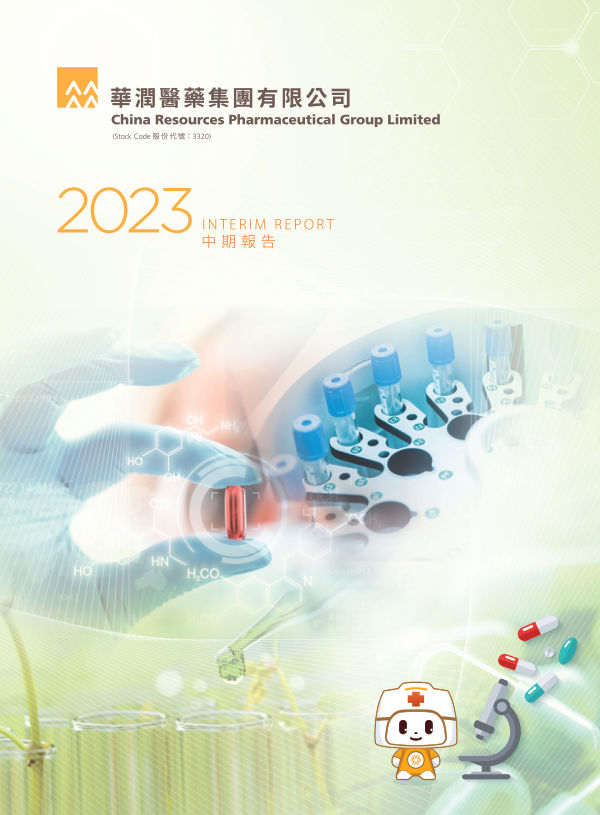 華潤醫藥集團有限公司
China Resources Pharmaceutical Group Limited
(Stock Code 股份代號：3320)
2023
INTERIM REPORT
中期報告
OH
NH₂
HO
OH
OH
HO
HN
H₃CO
N